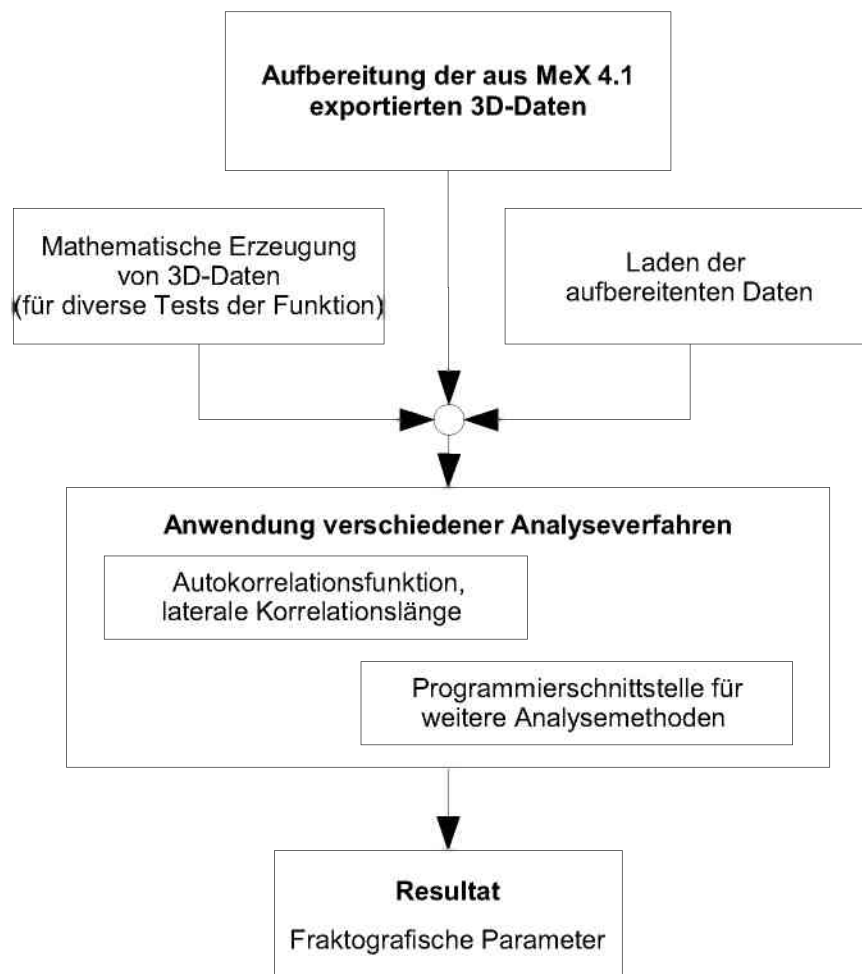 Aufbereitung der aus MeX 4.1
exportierten 3D-Daten
Mathematische Erzeugung
von 3D-Daten
(für diverse Tests der Funktion)
Laden der
aufbereitenten Daten
Anwendung verschiedener Analyseverfahren
Autokorrelationsfunktion,
laterale Korrelationslänge
Programmierschnittstelle für
weitere Analysemethoden
Resultat
Fraktografische Parameter